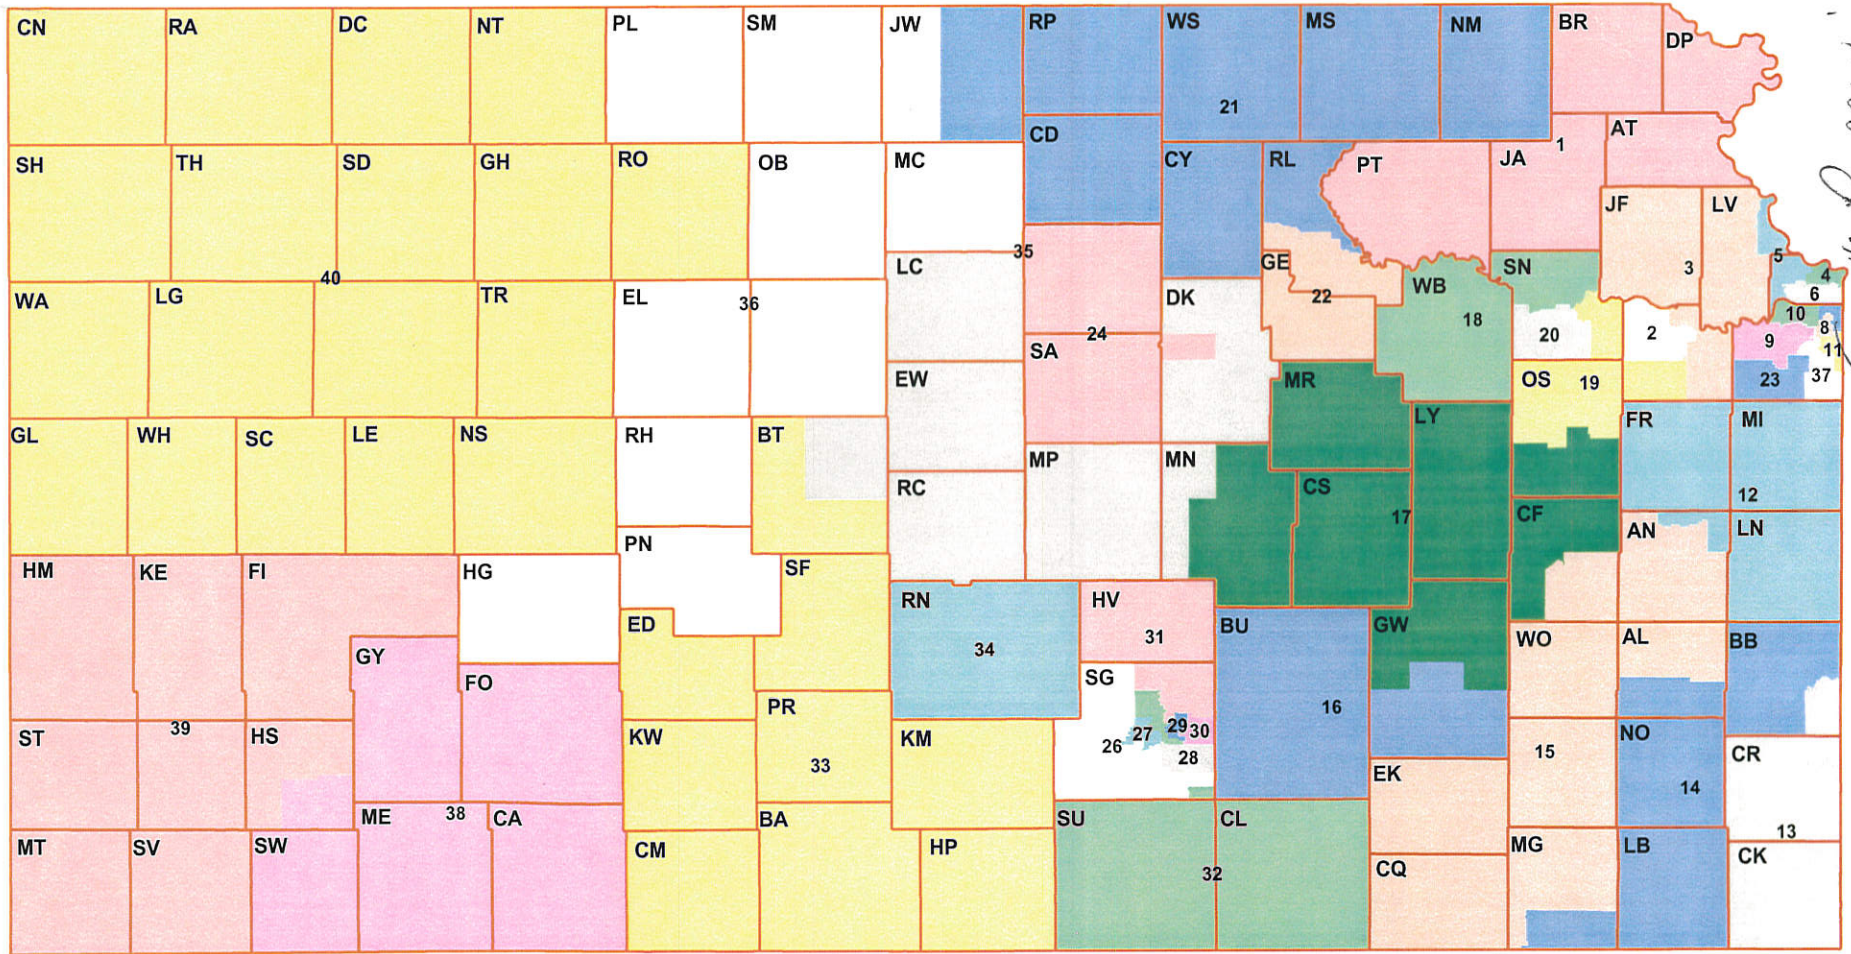 CN RA DC NT PL SM JW RP WS MS NM BR DP
21
CD AT
1
SH TH SD GH RO OB MC CY RL PT JA
JF LV
35 5
LC GE SN 3 4
40 6
WA LG TR EL 36 DK 22 WB 18 2 10
20 8
24 9 11
SA 37
EW MR OS 19 23
LY FR MI
GL WH SC LE NS RH BT MP MN
RC CS 12
17 CF
PN AN LN
HM KE FI HG SF
RN HV
ED 31 BU GW WO AL BB
34
GY SG
FO
PR 16
ST 39 HS KW KM 26 27 29 30 NO CR
28 15
33 EK 14
ME 38 CA BA SU CL 13
MT SV SW CM HP MG LB CK
32 CQ